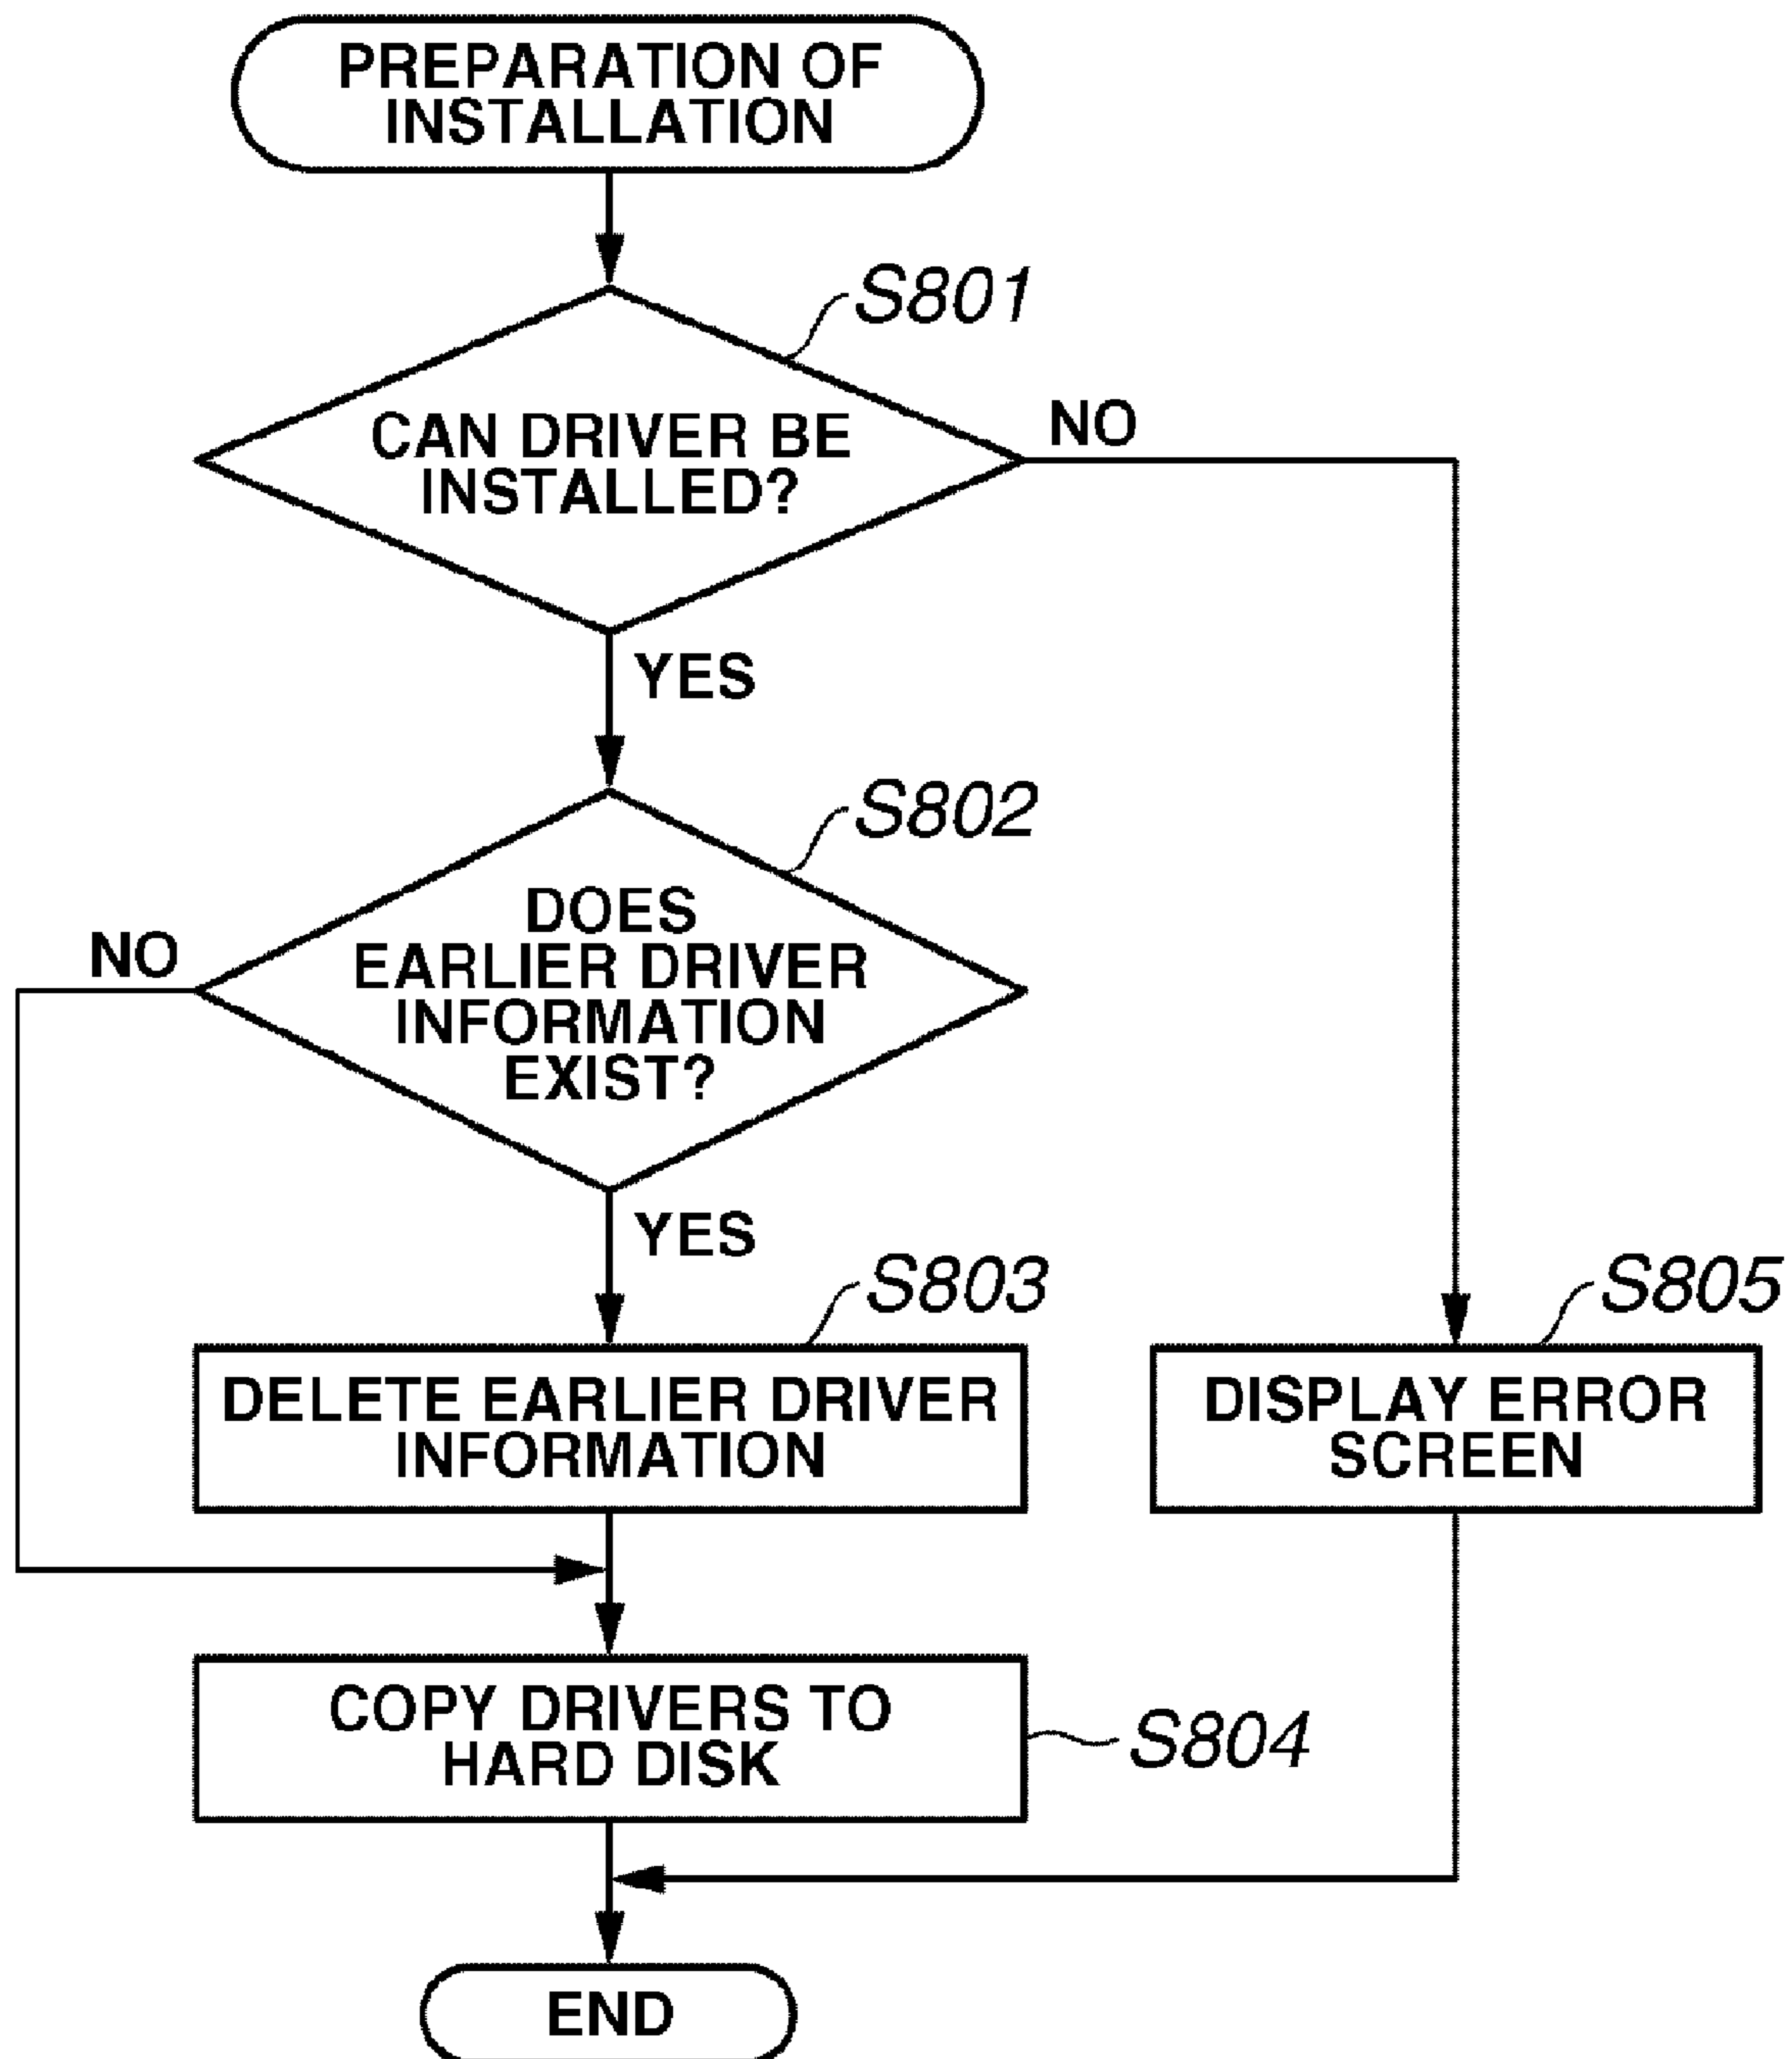 PREPARATION OF
INSTALLATION
S801
CAN DRIVER BE
INSTALLED?
NO
YES
S802
DOES
EARLIER DRIVER
INFORMATION
EXIST?
NO
YES
S803
DELETE EARLIER DRIVER
INFORMATION
S805
DISPLAY ERROR
SCREEN
COPY DRIVERS TO
HARD DISK
S804
END